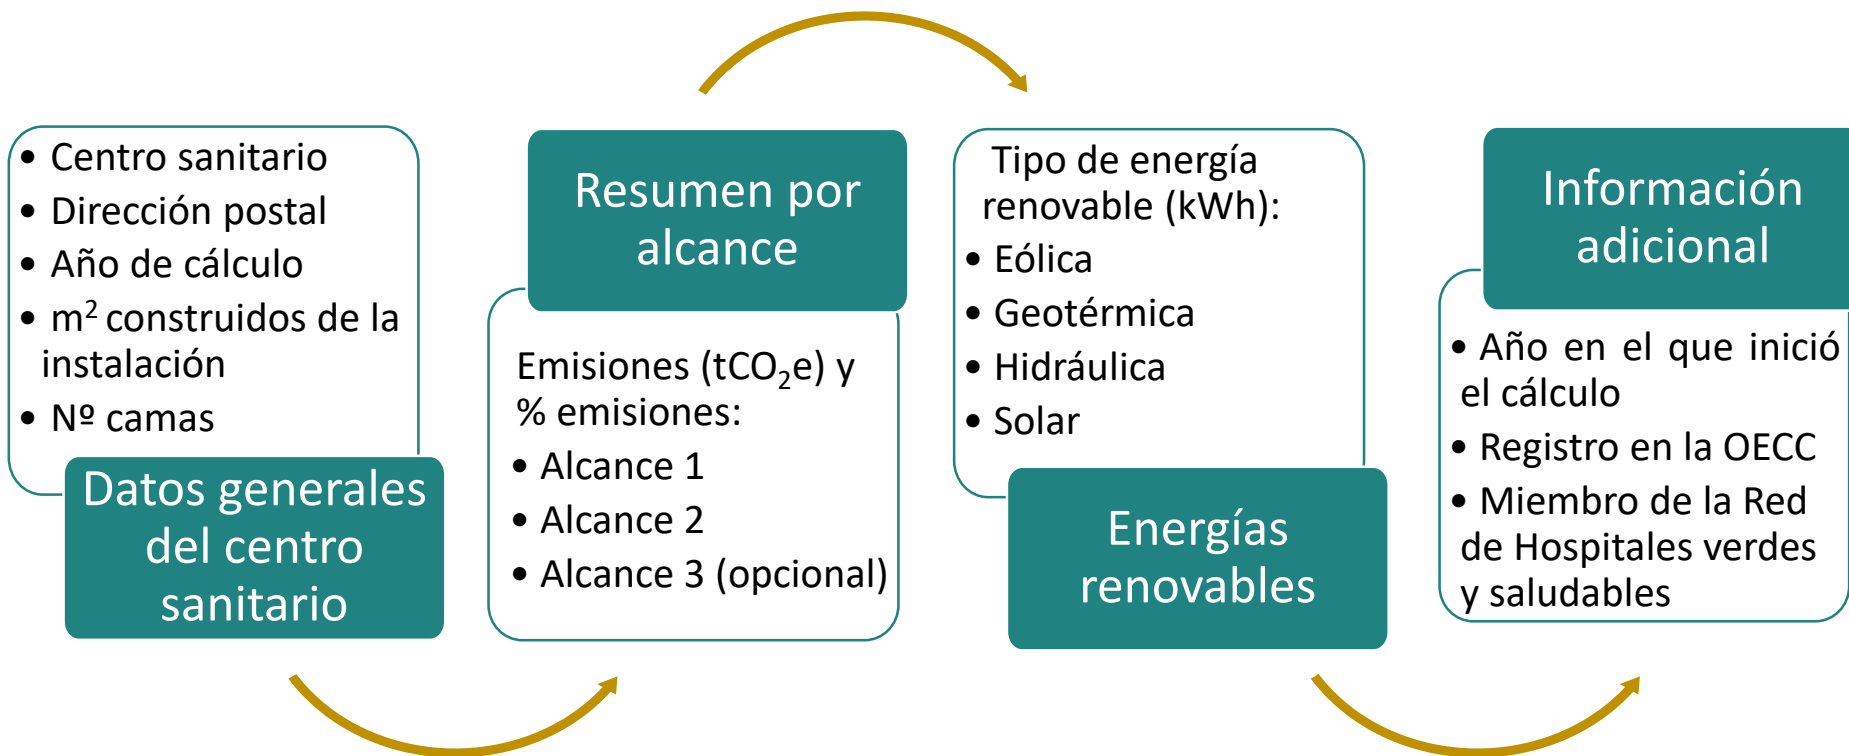 • Centro sanitario
• Dirección postal
• Año de cálculo
• m² construidos de la
instalación
• Nº camas
Datos generales
del centro
sanitario
Resumen por
alcance
Emisiones (tCO₂e) y
% emisiones:
• Alcance 1
• Alcance 2
• Alcance 3 (opcional)
Tipo de energía
renovable (kWh):
• Eólica
• Geotérmica
• Hidráulica
• Solar
Energías
renovables
Información
adicional
• Año en el que inició
el cálculo
• Registro en la OECC
• Miembro de la Red
de Hospitales verdes
y saludables